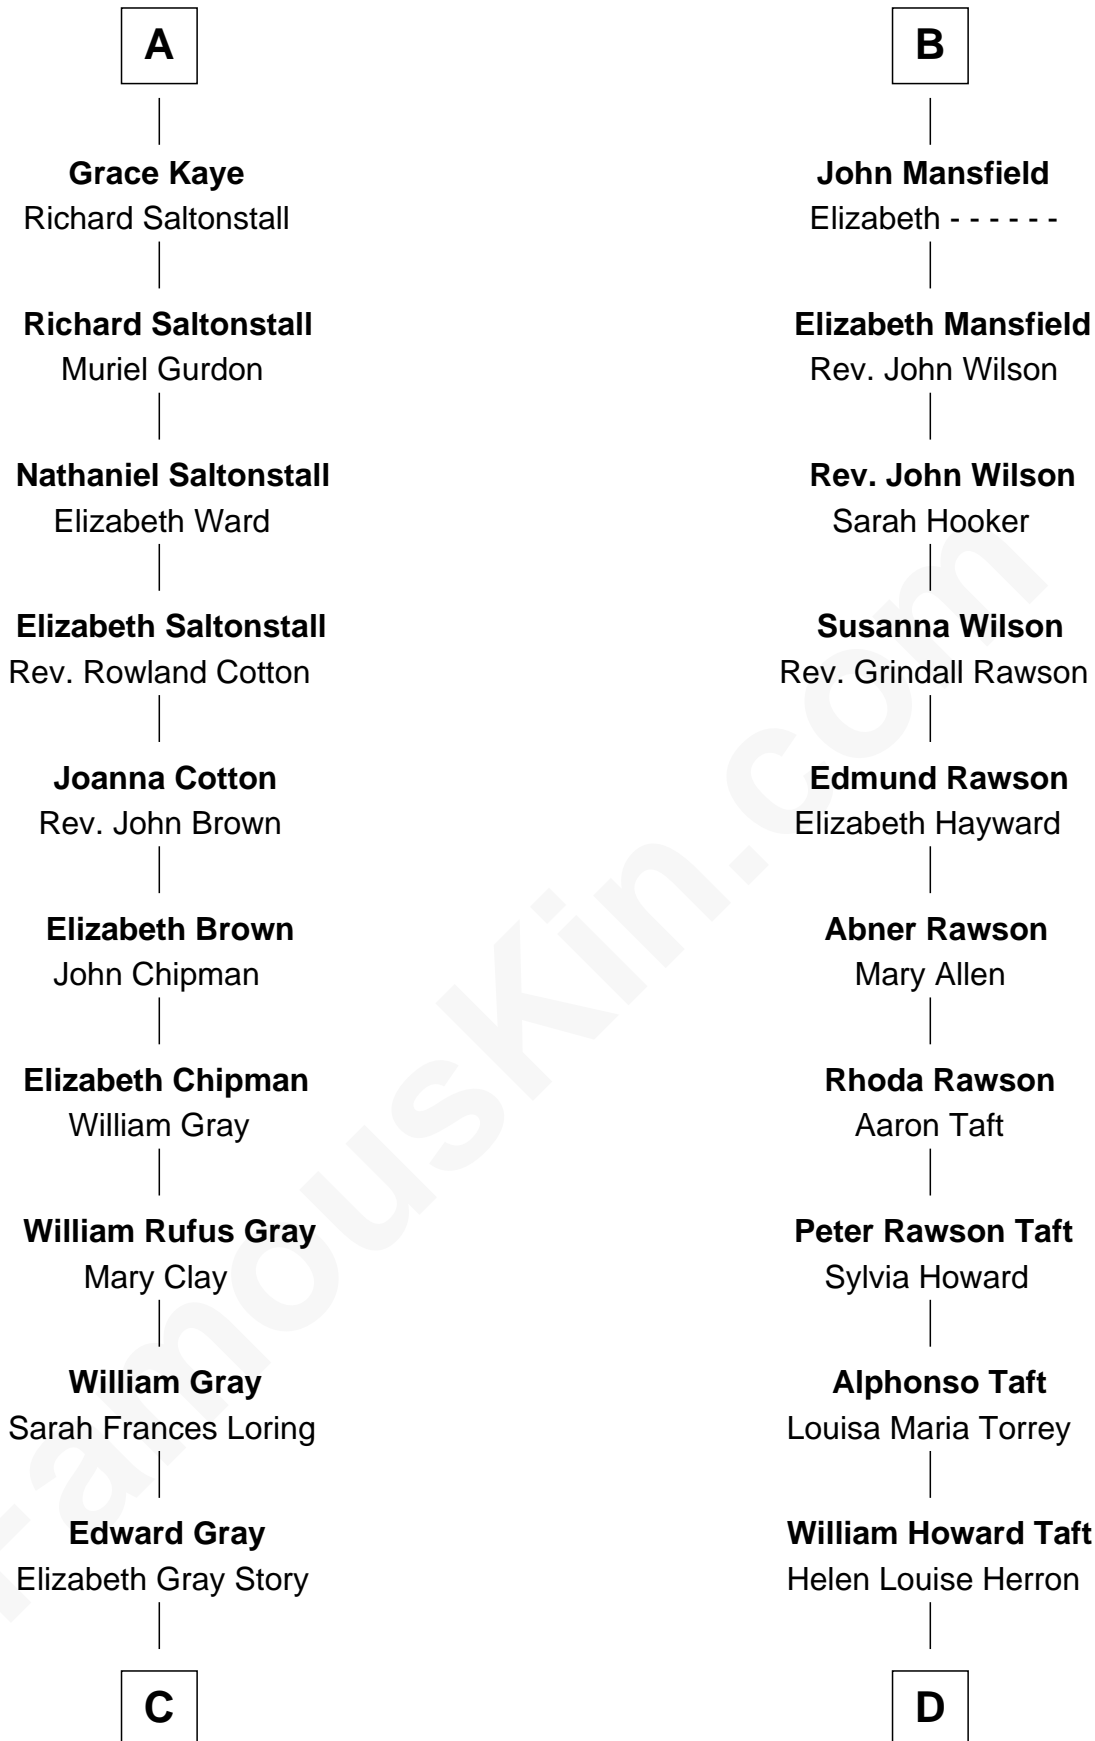 A
Grace Kaye
Richard Saltonstall
Richard Saltonstall
Muriel Gurdon
Nathaniel Saltonstall
Elizabeth Ward
Elizabeth Saltonstall
Rev. Rowland Cotton
Joanna Cotton
Rev. John Brown
Elizabeth Brown
John Chipman
Elizabeth Chipman
William Gray
William Rufus Gray
Mary Clay
William Gray
Sarah Frances Loring
Edward Gray
Elizabeth Gray Story
C
B
John Mansfield
Elizabeth - - - - - -
Elizabeth Mansfield
Rev. John Wilson
Rev. John Wilson
Sarah Hooker
Susanna Wilson
Rev. Grindall Rawson
Edmund Rawson
Elizabeth Hayward
Abner Rawson
Mary Allen
Rhoda Rawson
Aaron Taft
Peter Rawson Taft
Sylvia Howard
Alphonso Taft
Louisa Maria Torrey
William Howard Taft
Helen Louise Herron
D
FamousKin.com